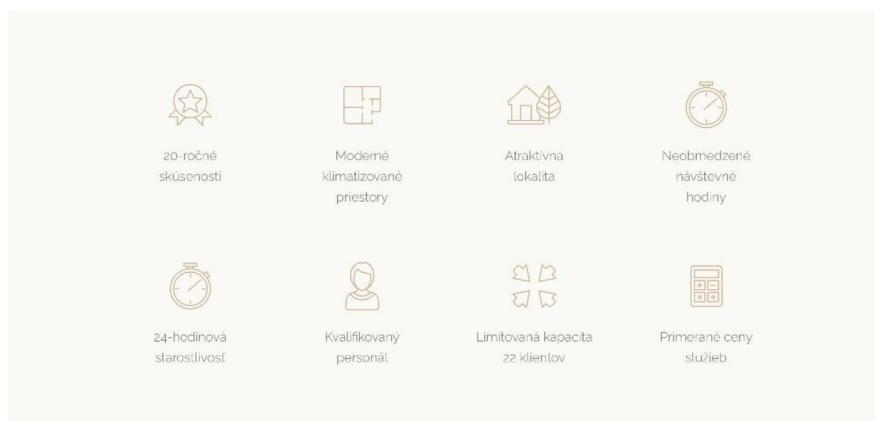 20-ročné
skúsenosti
Moderné
klimatizované
priestory
Atraktívna
lokalita
Neobmedzené
návštevné
hodiny
24-hodinová
starostlivosť
Kvalifikovaný
personál
Limitovaná kapacita
22 klientov
Primerané ceny
služieb